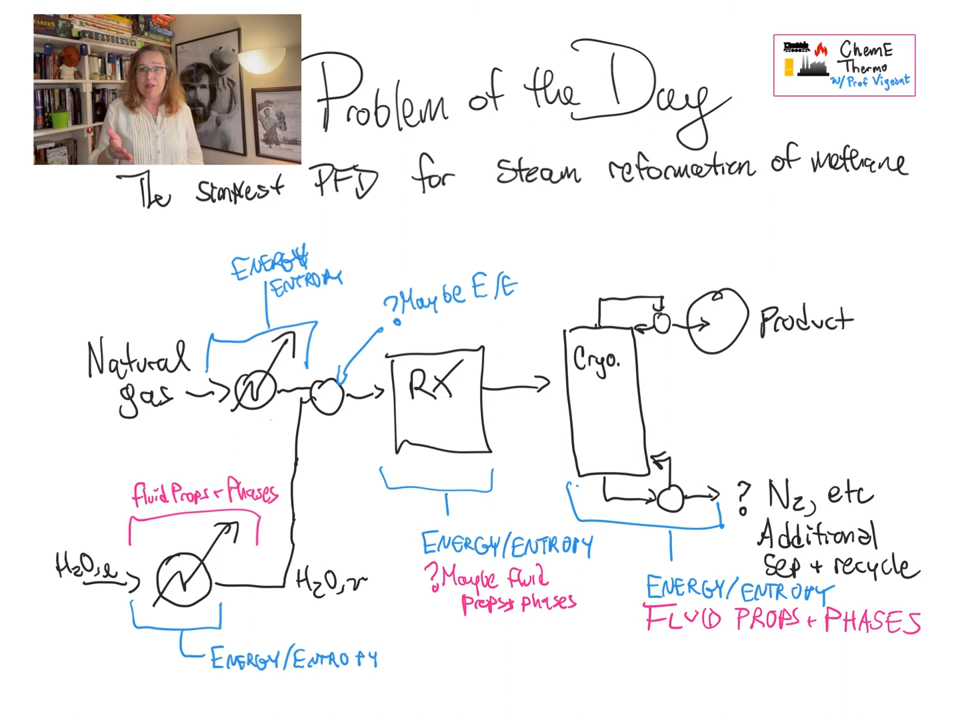 Problem of the Day
ChemE
Thermo
w/ Prof Vigeant
The simplest PFD for steam reformation of methane
ENERGY
ENTROPY
?Maybe E/E
Natural
gas
RX
Cryo.
Product
Fluid Props + Phases
H2O, l
H2O, v
ENERGY/ENTROPY
ENERGY/ENTROPY
?Maybe fluid
props + phases
? N2, etc
Additional
Sep + recycle
ENERGY/ENTROPY
FLUID PROPS + PHASES